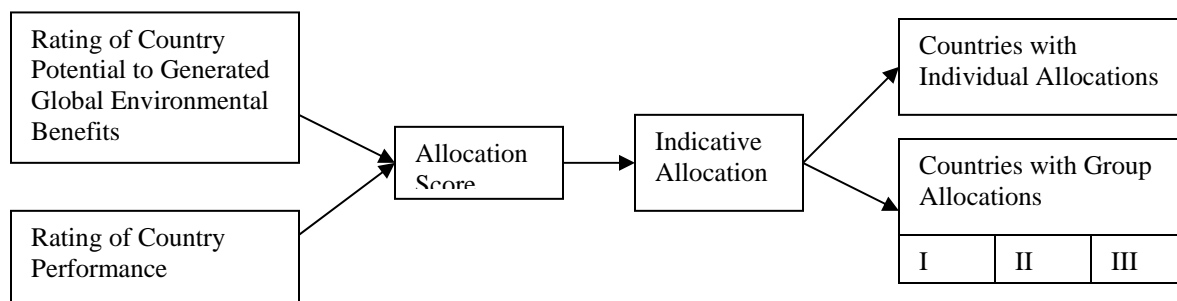 Rating of Country
Potential to Generated
Global Environmental
Benefits
Rating of Country
Performance
Allocation
Score
Indicative
Allocation
Countries with
Individual Allocations
Countries with Group
Allocations
I II III